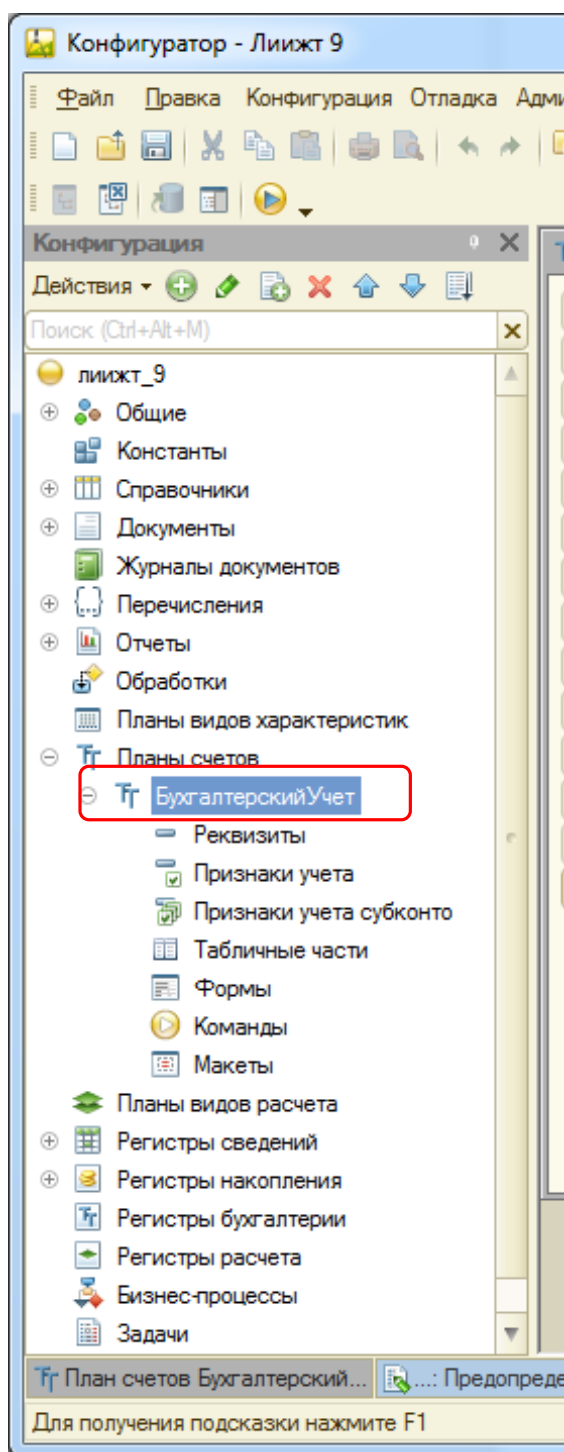 Конфигуратор - Лиижт 9
Файл Правка Конфигурация Отладка
Конфигурация
Действия
Поиск (Ctrl+Alt+M)
лиижт_9
Общие
Константы
Справочники
Документы
Журналы документов
Перечисления
Отчеты
Обработки
Планы видов характеристик
Планы счетов
БухгалтерскийУчет
Реквизиты
Признаки учета
Признаки учета субконто
Табличные части
Формы
Команды
Макеты
Планы видов расчета
Регистры сведений
Регистры накопления
Регистры бухгалтерии
Регистры расчета
Бизнес-процессы
Задачи
План счетов Бухгалтерский... ...: Предопреде
Для получения подсказки нажмите F1